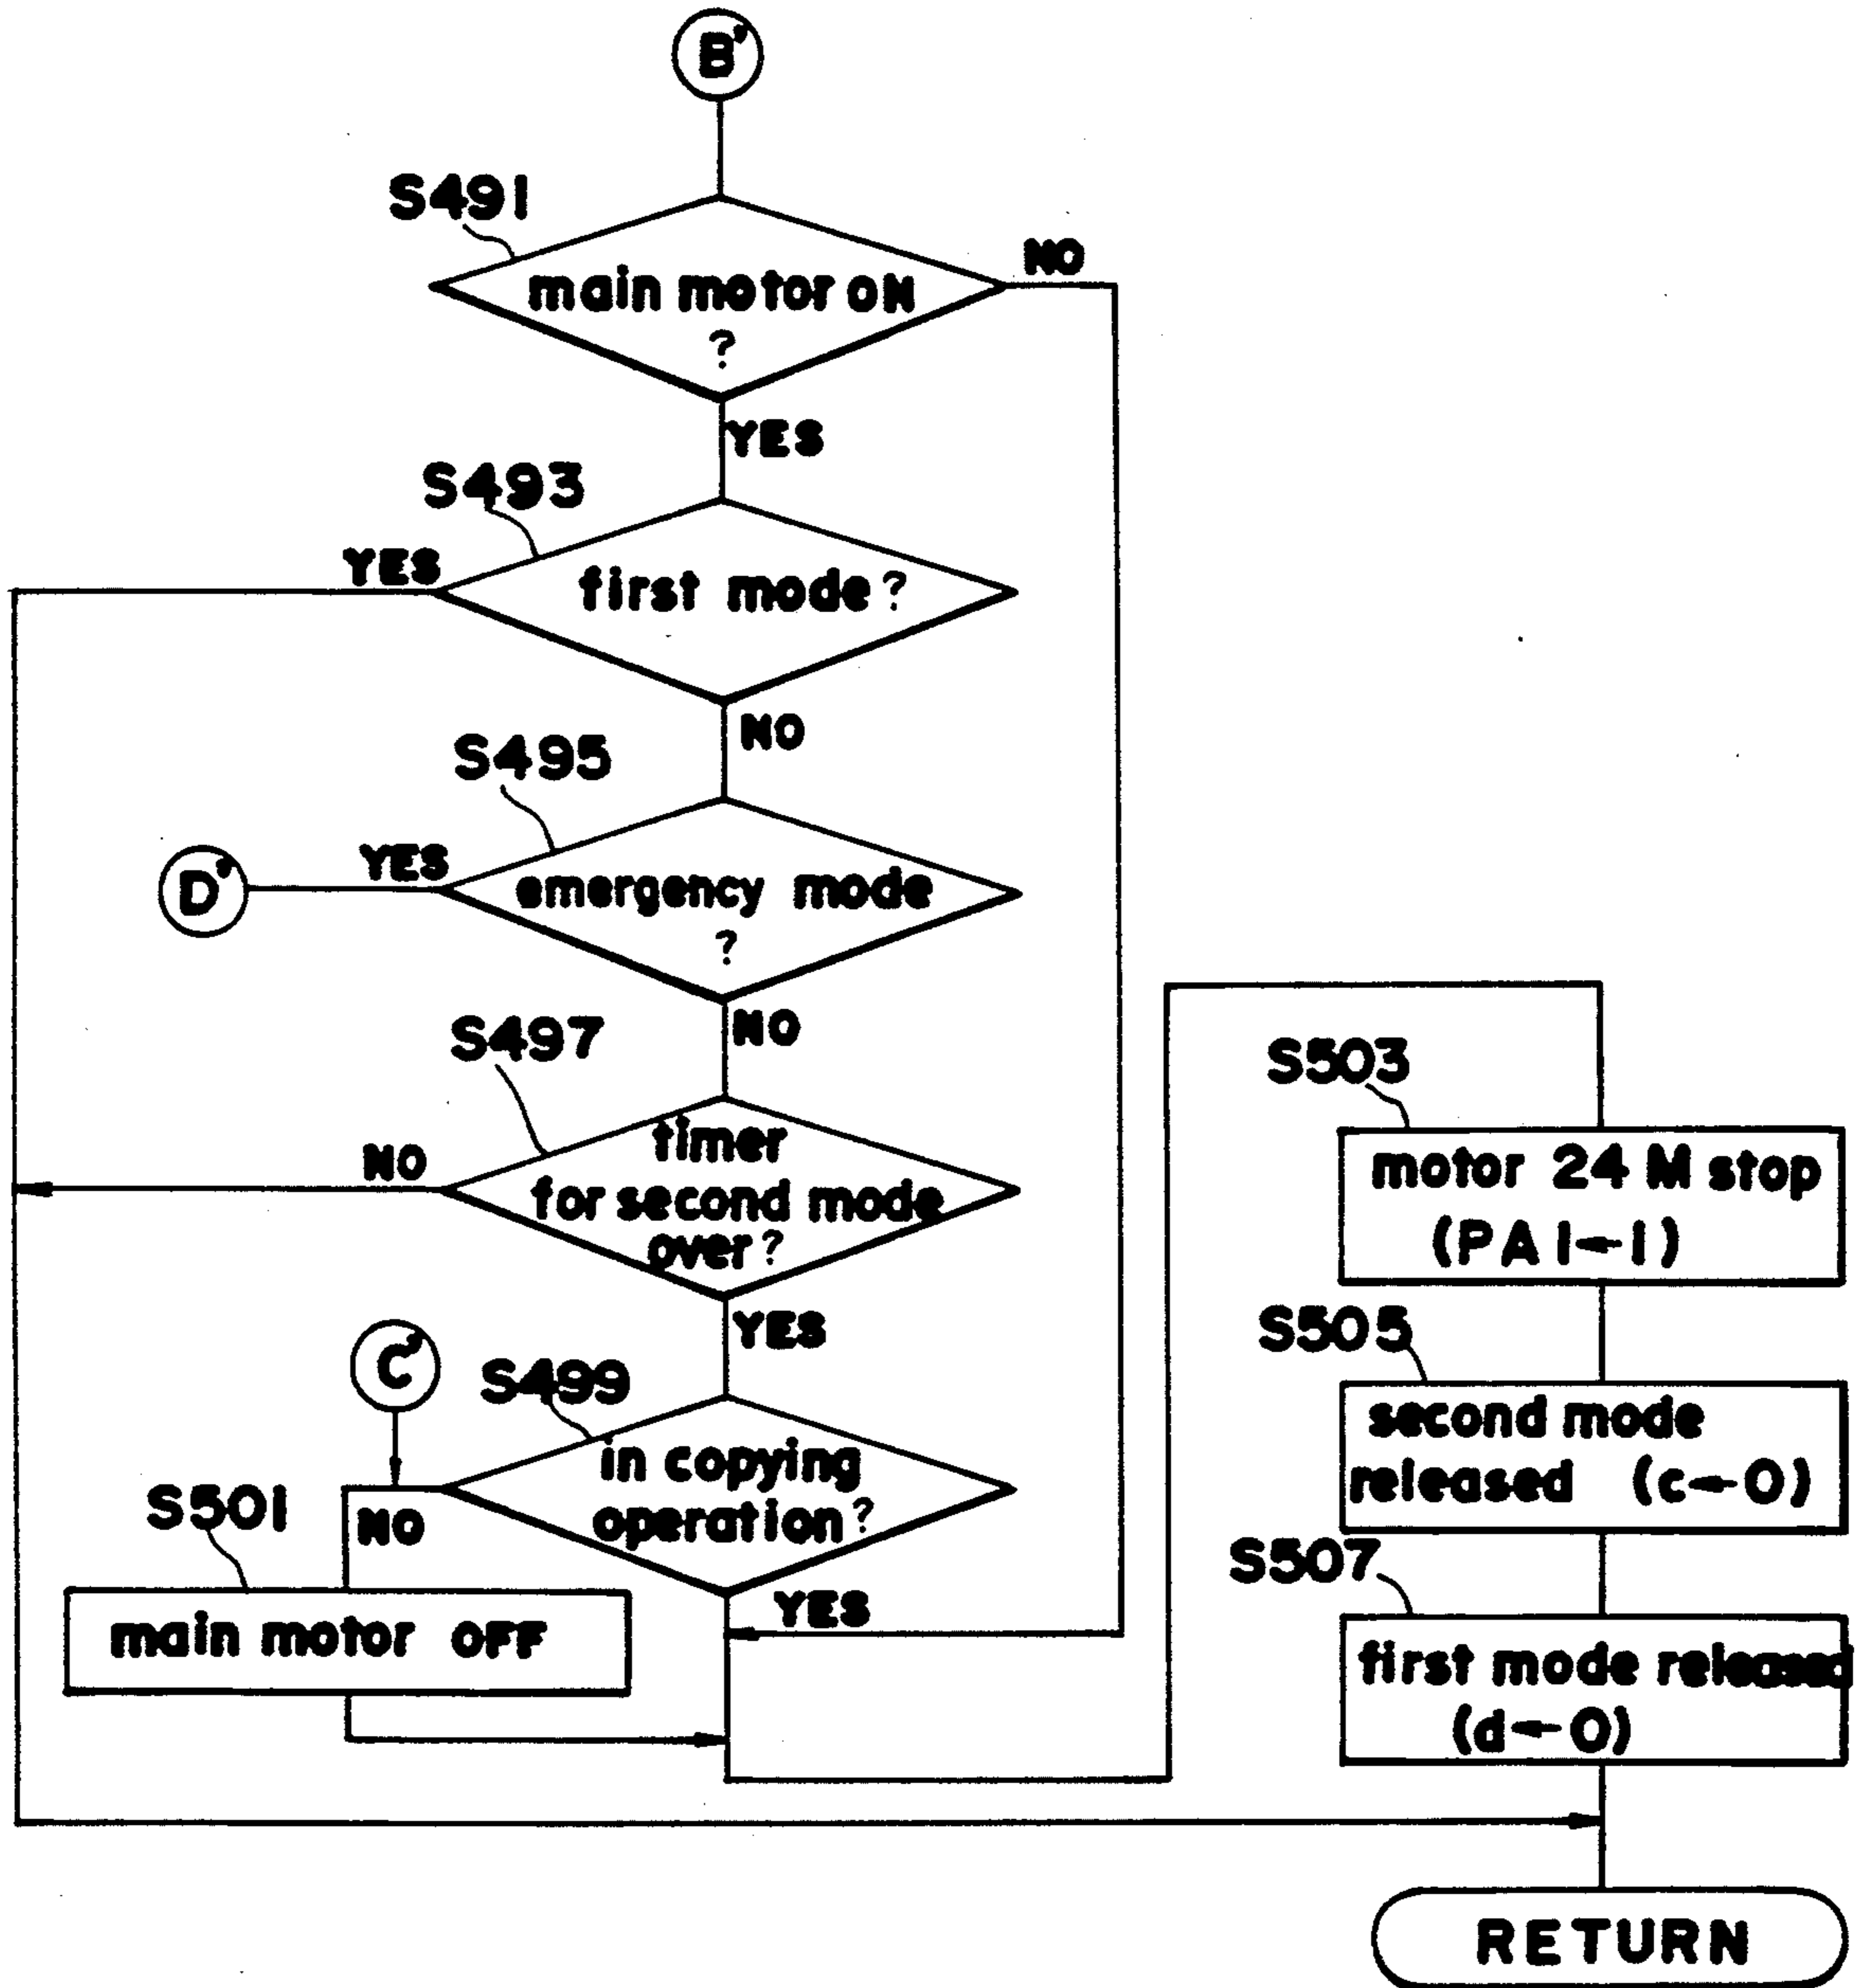 B'
S491
main motor ON
?
NO
YES
S493
YES
first mode?
NO
S495
YES
D'
emergency mode
?
NO
S497
NO
timer
for second mode
over?
YES
C'
S499
in copying
operation?
NO
YES
S501
main motor OFF
S503
motor 24 M stop
(PA1←1)
S505
second mode
released (c←0)
S507
first mode released
(d←0)
RETURN